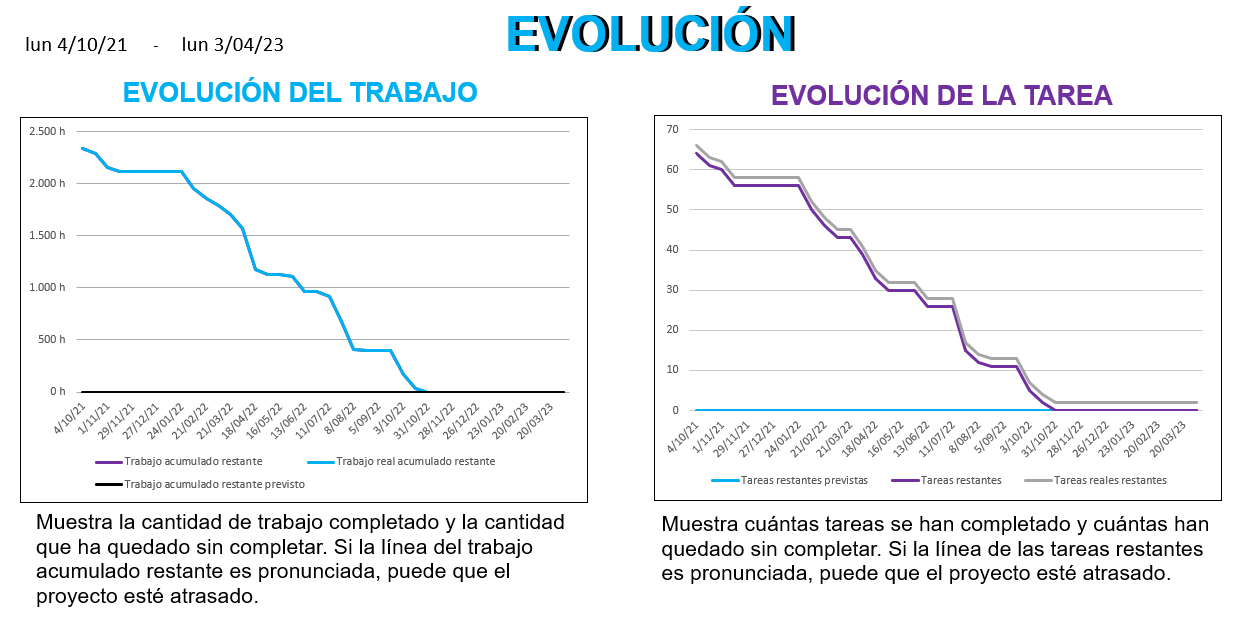 EVOLUCIÓN
lun 4/10/21 - lun 3/04/23
EVOLUCIÓN DEL TRABAJO
2.500 h
2.000 h
1.500 h
1.000 h
500 h
0 h
4/10/21
1/11/21
29/11/21
27/12/21
24/01/22
21/02/22
21/03/22
18/04/22
16/05/22
13/06/22
11/07/22
8/08/22
5/09/22
3/10/22
31/10/22
28/11/22
26/12/22
23/01/23
20/02/23
20/03/23
Trabajo acumulado restante
Trabajo real acumulado restante
Trabajo acumulado restante previsto
Muestra la cantidad de trabajo completado y la cantidad
que ha quedado sin completar. Si la línea del trabajo
acumulado restante es pronunciada, puede que el
proyecto esté atrasado.
EVOLUCIÓN DE LA TAREA
70
60
50
40
30
20
10
0
4/10/21
1/11/21
29/11/21
27/12/21
24/01/22
21/02/22
21/03/22
18/04/22
16/05/22
13/06/22
11/07/22
8/08/22
5/09/22
3/10/22
31/10/22
28/11/22
26/12/22
23/01/23
20/02/23
20/03/23
Tareas restantes previstas
Tareas restantes
Tareas reales restantes
Muestra cuántas tareas se han completado y cuántas han
quedado sin completar. Si la línea de las tareas restantes
es pronunciada, puede que el proyecto esté atrasado.